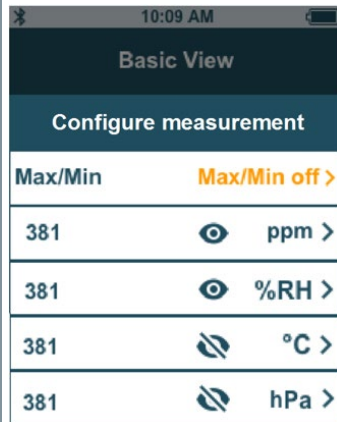 10:09 AM
Basic View
Configure measurement
Max/Min Max/Min off >
381 ppm >
381 %RH >
381 °C >
381 hPa >